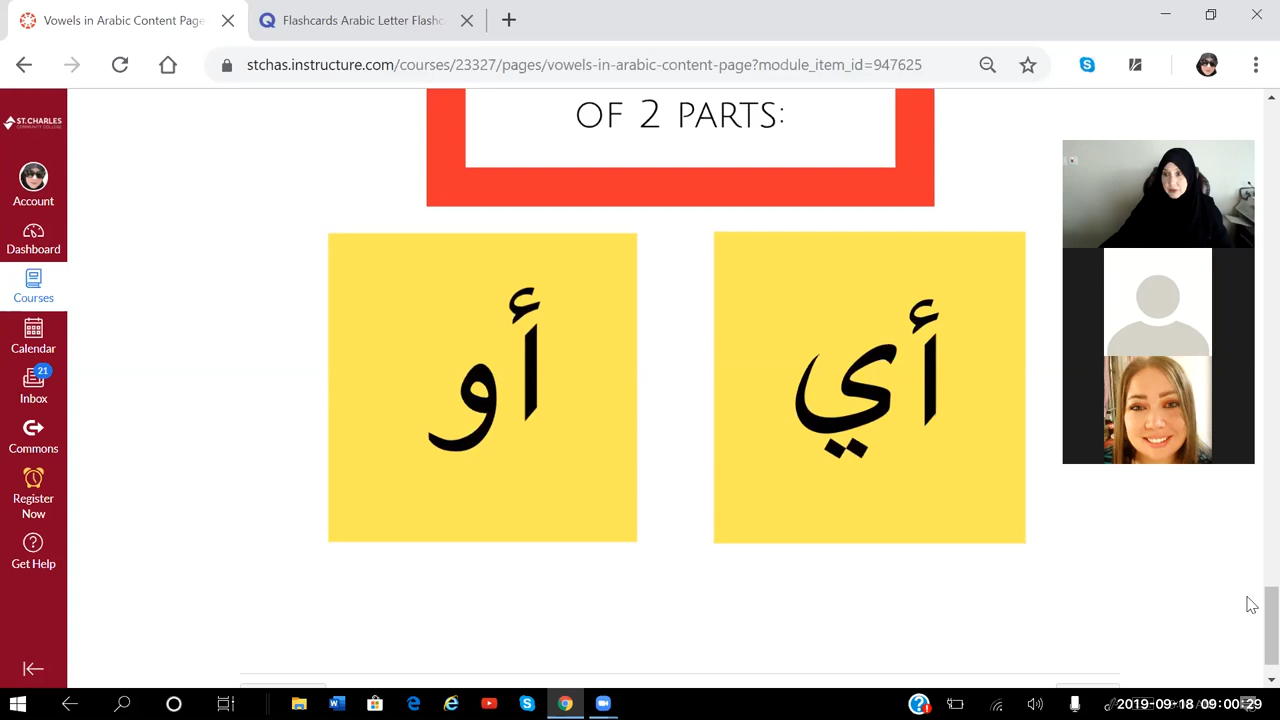 Vowels in Arabic Content Page
Flashcards Arabic Letter Flashc
stchas.instructure.com/courses/23327/pages/vowels-in-arabic-content-page?module_item_id=947625
ST.CHARLES
COMMUNITY COLLEGE
Account
Dashboard
Courses
Calendar
21
Inbox
Commons
Register
Now
Get Help
OF 2 PARTS:
أي
أو
2019-09-18 09:00:29